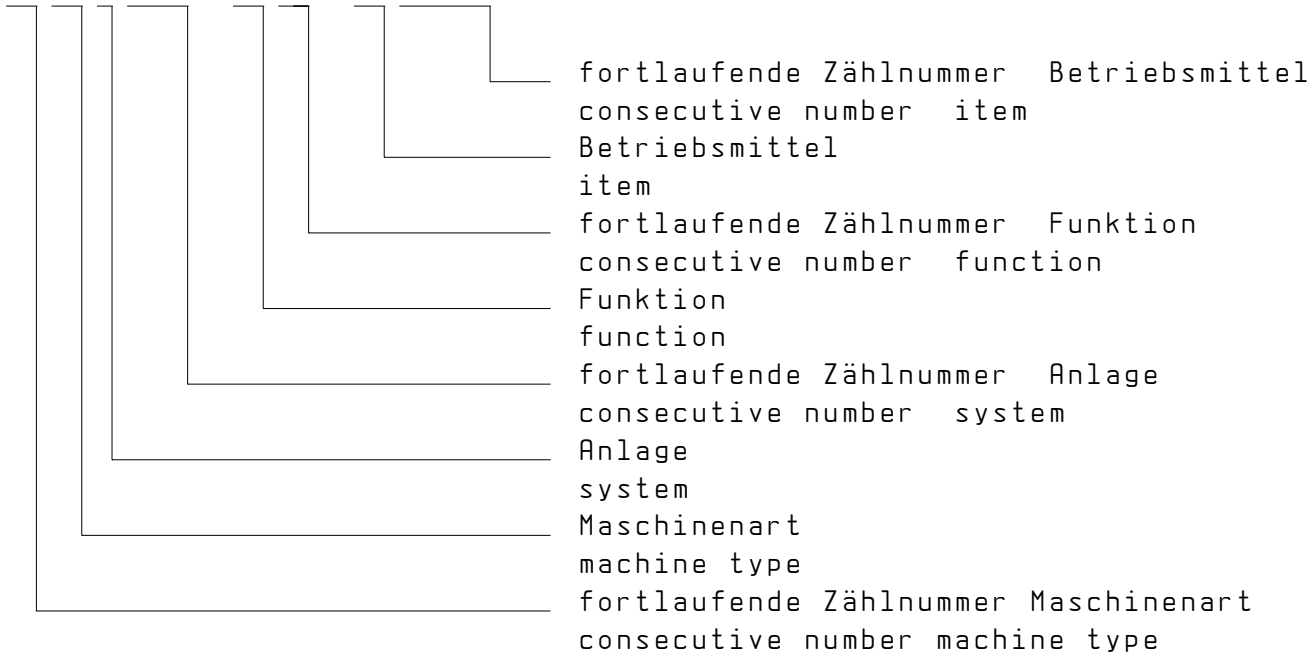 fortlaufende Zählnummer Betriebsmittel
consecutive number item
Betriebsmittel
item
fortlaufende Zählnummer Funktion
consecutive number function
Funktion
function
fortlaufende Zählnummer Anlage
consecutive number system
Anlage
system
Maschinenart
machine type
fortlaufende Zählnummer Maschinenart
consecutive number machine type